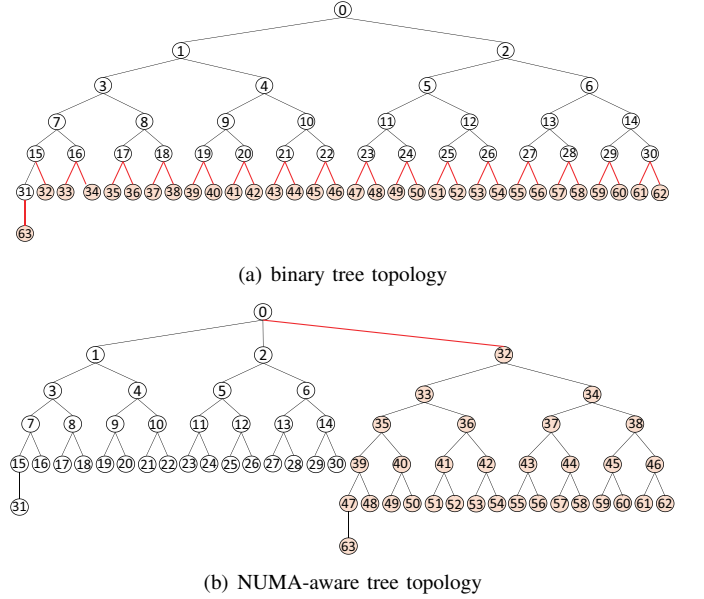 0
1 2
3 4 5 6
7 8 9 10 11 12 13 14
15 16 17 18 19 20 21 22 23 24 25 26 27 28 29 30
31 32 33 34 35 36 37 38 39 40 41 42 43 44 45 46 47 48 49 50 51 52 53 54 55 56 57 58 59 60 61 62
63
(a) binary tree topology
0
1 2 32
3 4 5 6 33 34
7 8 9 10 11 12 13 14 35 36 37 38
15 16 17 18 19 20 21 22 23 24 25 26 27 28 29 30 39 40 41 42 43 44 45 46
31 47 48 49 50 51 52 53 54 55 56 57 58 59 60 61 62
63
(b) NUMA-aware tree topology